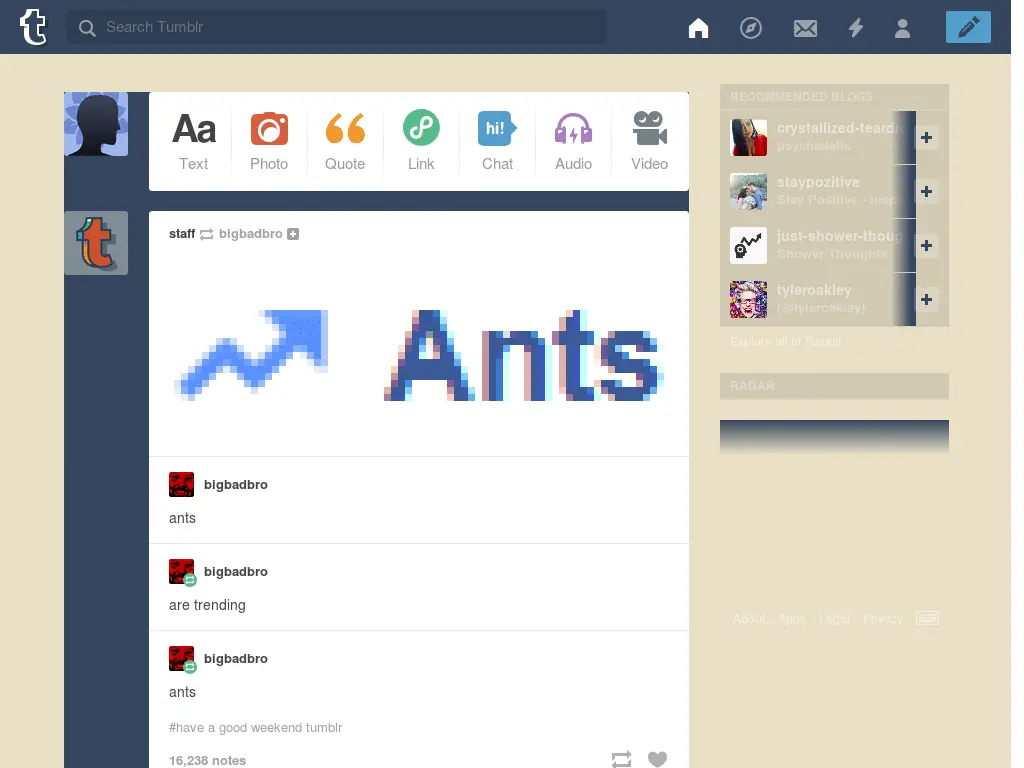 Search Tumblr
Aa
Text
Photo
Quote
Link
hi!
Chat
Audio
Video
RECOMMENDED BLOGS
crystallized-teardr
psychadellc
staypozitive
Stay Positive - Insp
just-shower-thoug
Shower Thoughts
tyleroakley
(@tyleroakley)
Explore all of Tumblr
RADAR
staff bigbadbro
Ants
bigbadbro
ants
bigbadbro
are trending
bigbadbro
ants
#have a good weekend tumblr
16,238 notes
About Apps Legal Privacy